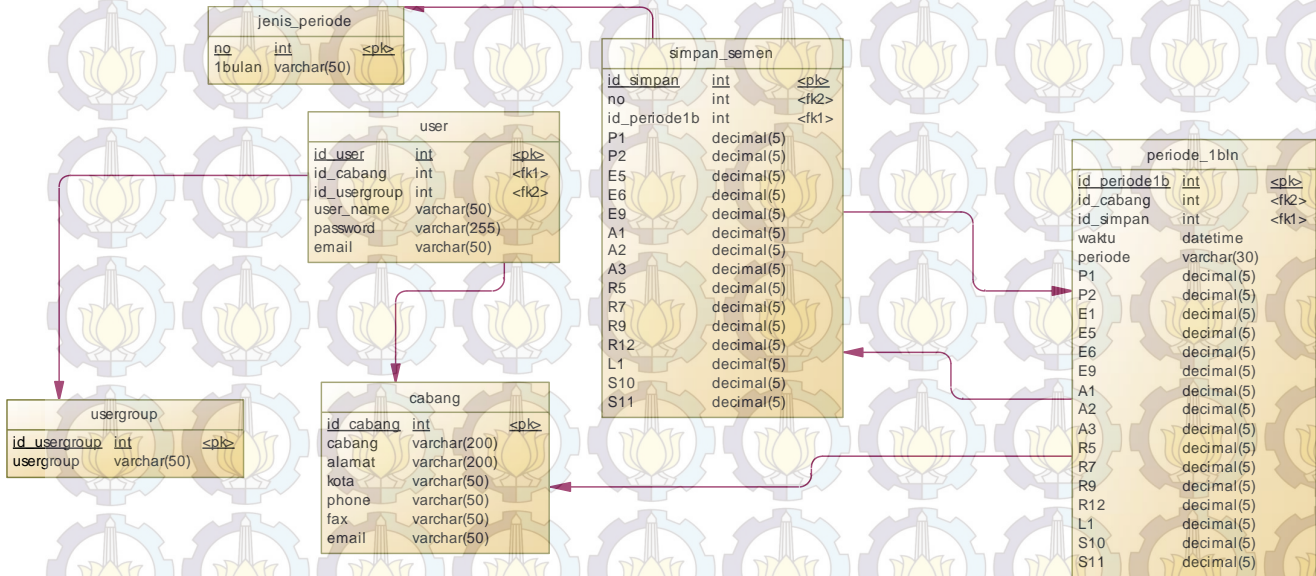 jenis_periode
no int <pk>
1bulan varchar(50)
user
id_user int <pk>
id_cabang int <fk1>
id_usergroup int <fk2>
user_name varchar(50)
password varchar(255)
email varchar(50)
usergroup
id_usergroup int <pk>
usergroup varchar(50)
cabang
id_cabang int <pk>
cabang varchar(200)
alamat varchar(200)
kota varchar(50)
phone varchar(50)
fax varchar(50)
email varchar(50)
simpan_semen
id_simpan int <pk>
no int <fk2>
id_periode1b int <fk1>
P1 decimal(5)
P2 decimal(5)
E5 decimal(5)
E6 decimal(5)
E9 decimal(5)
A1 decimal(5)
A2 decimal(5)
A3 decimal(5)
R5 decimal(5)
R7 decimal(5)
R9 decimal(5)
R12 decimal(5)
L1 decimal(5)
S10 decimal(5)
S11 decimal(5)
periode_1bln
id_periode1b int <pk>
id_cabang int <fk2>
id_simpan int <fk1>
waktu datetime
periode varchar(30)
P1 decimal(5)
P2 decimal(5)
E1 decimal(5)
E5 decimal(5)
E6 decimal(5)
E9 decimal(5)
A1 decimal(5)
A2 decimal(5)
A3 decimal(5)
R5 decimal(5)
R7 decimal(5)
R9 decimal(5)
R12 decimal(5)
L1 decimal(5)
S10 decimal(5)
S11 decimal(5)